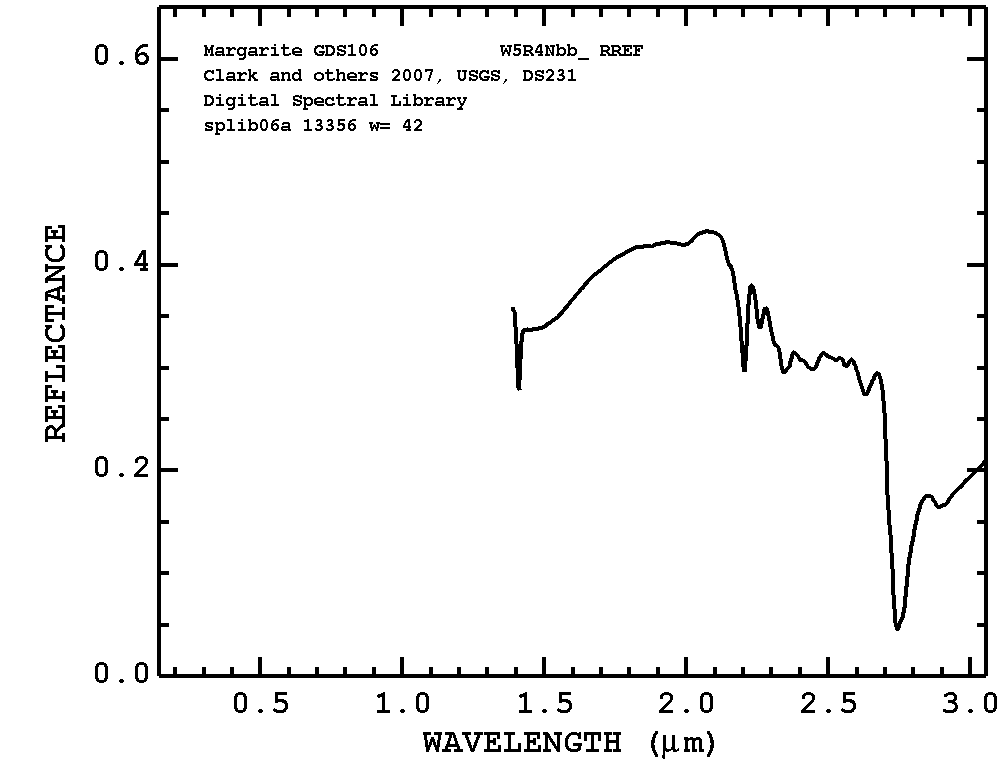 Margarite GDS106 W5R4Nbb_ RREF
Clark and others 2007, USGS, DS231
Digital Spectral Library
splib06a 13356 w= 42
0.6
0.4
0.2
0.0
REFLECTANCE
0.5 1.0 1.5 2.0 2.5 3.0
WAVELENGTH (μm)